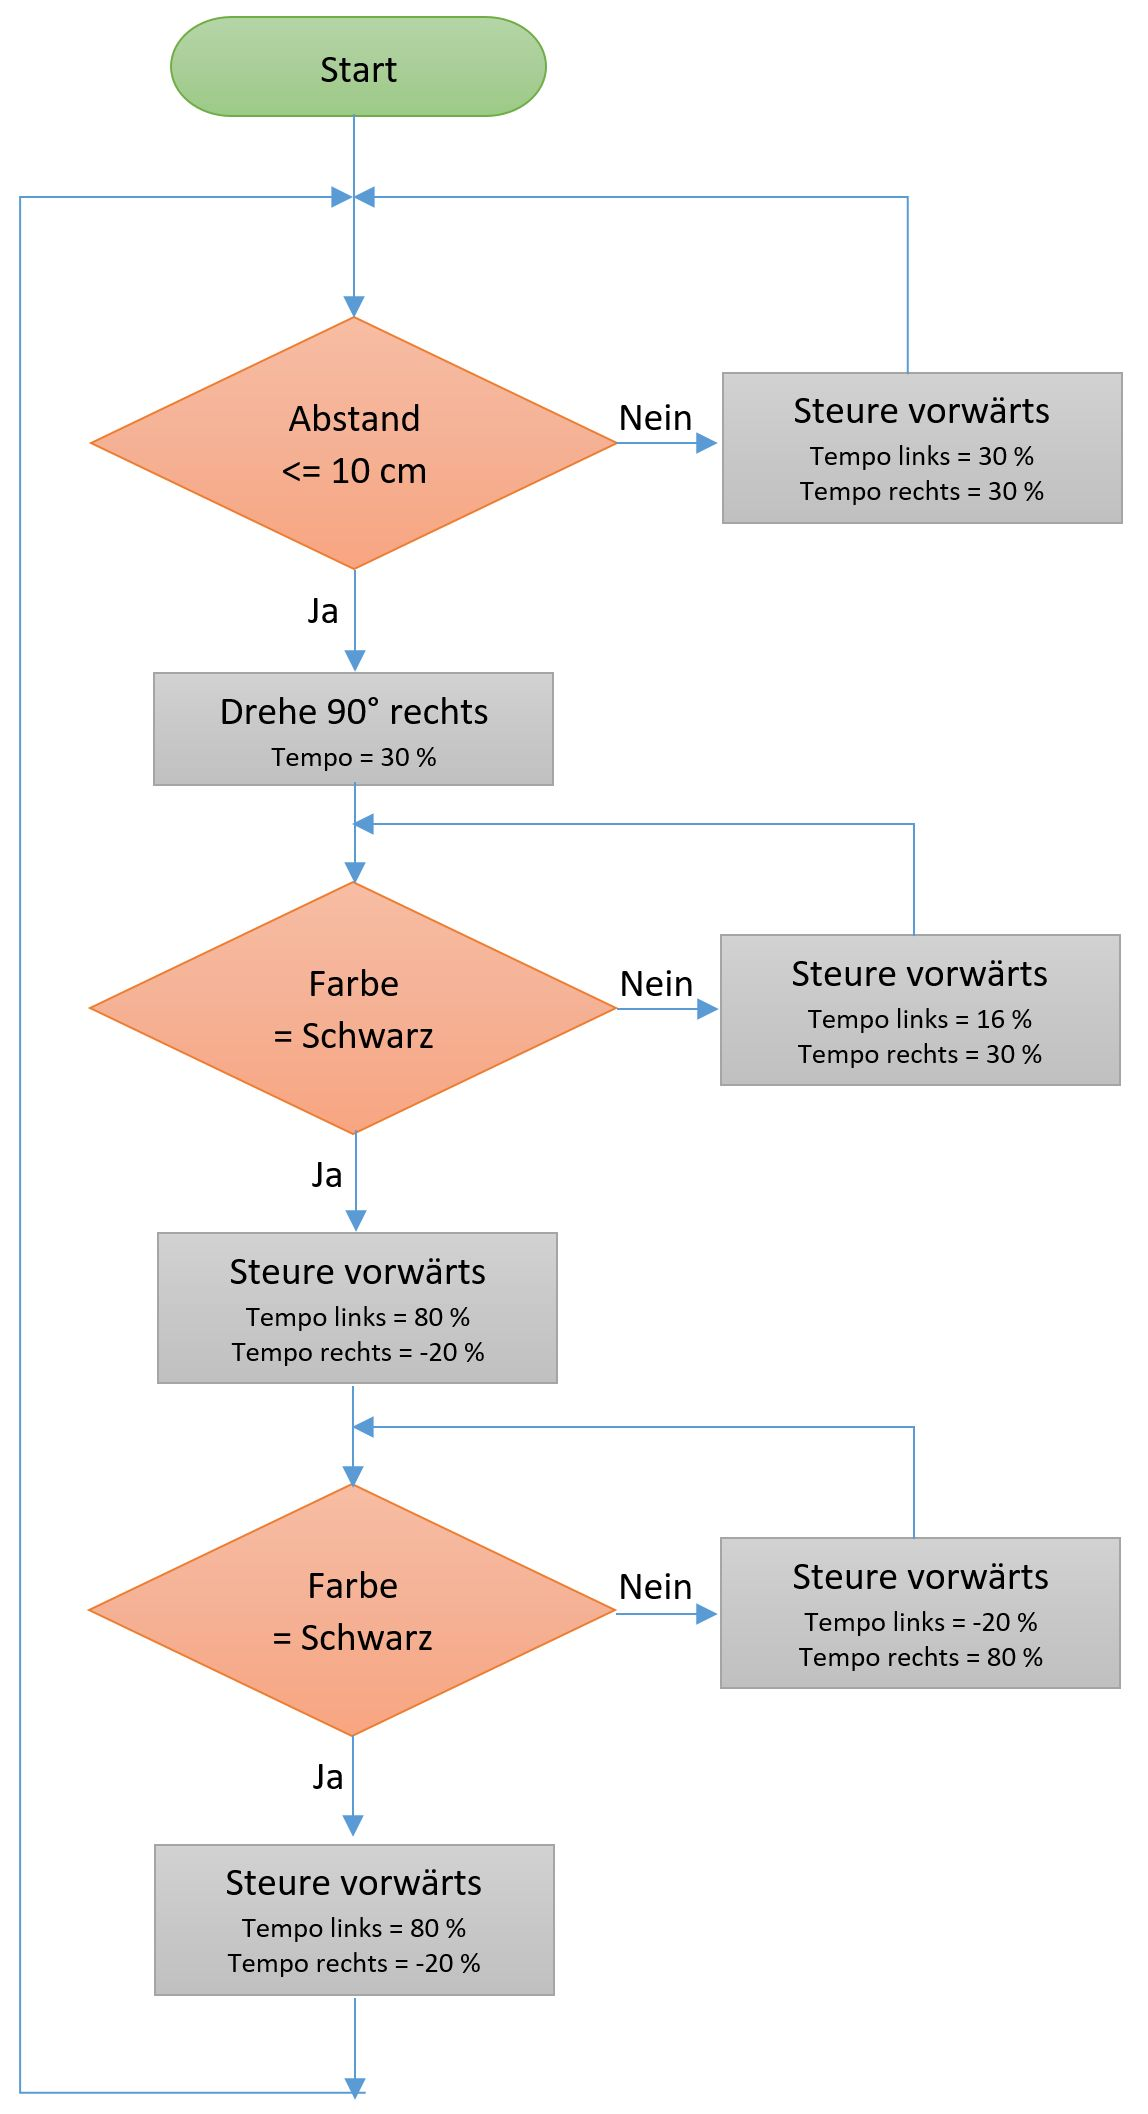 Start
Abstand
<= 10 cm
Nein
Steure vorwärts
Tempo links = 30 %
Tempo rechts = 30 %
Ja
Drehe 90° rechts
Tempo = 30 %
Farbe
= Schwarz
Nein
Steure vorwärts
Tempo links = 16 %
Tempo rechts = 30 %
Ja
Steure vorwärts
Tempo links = 80 %
Tempo rechts = -20 %
Farbe
= Schwarz
Nein
Steure vorwärts
Tempo links = -20 %
Tempo rechts = 80 %
Ja
Steure vorwärts
Tempo links = 80 %
Tempo rechts = -20 %